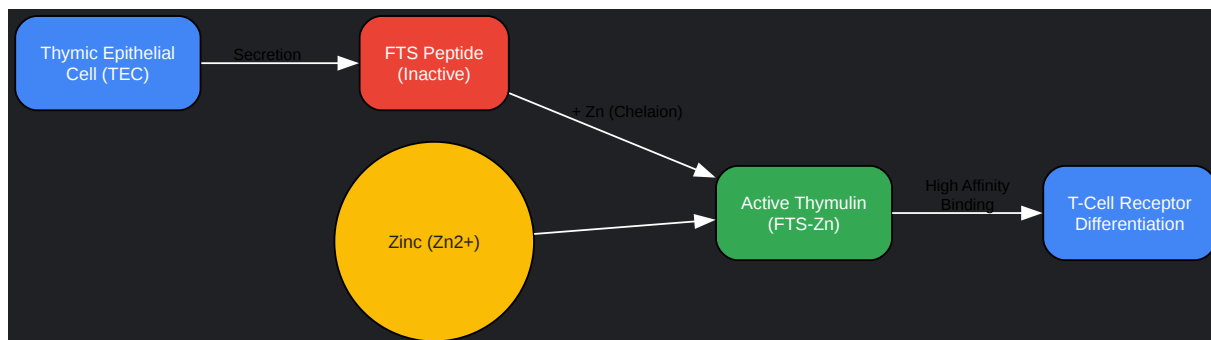 Thymic Epithelial
Cell (TEC)
Secretion
FTS Peptide
(Inactive)
+ Zn (Chelaion)
Zinc (Zn2+)
Active Thymulin
(FTS-Zn)
High Affinity
Binding
T-Cell Receptor
Differentiation